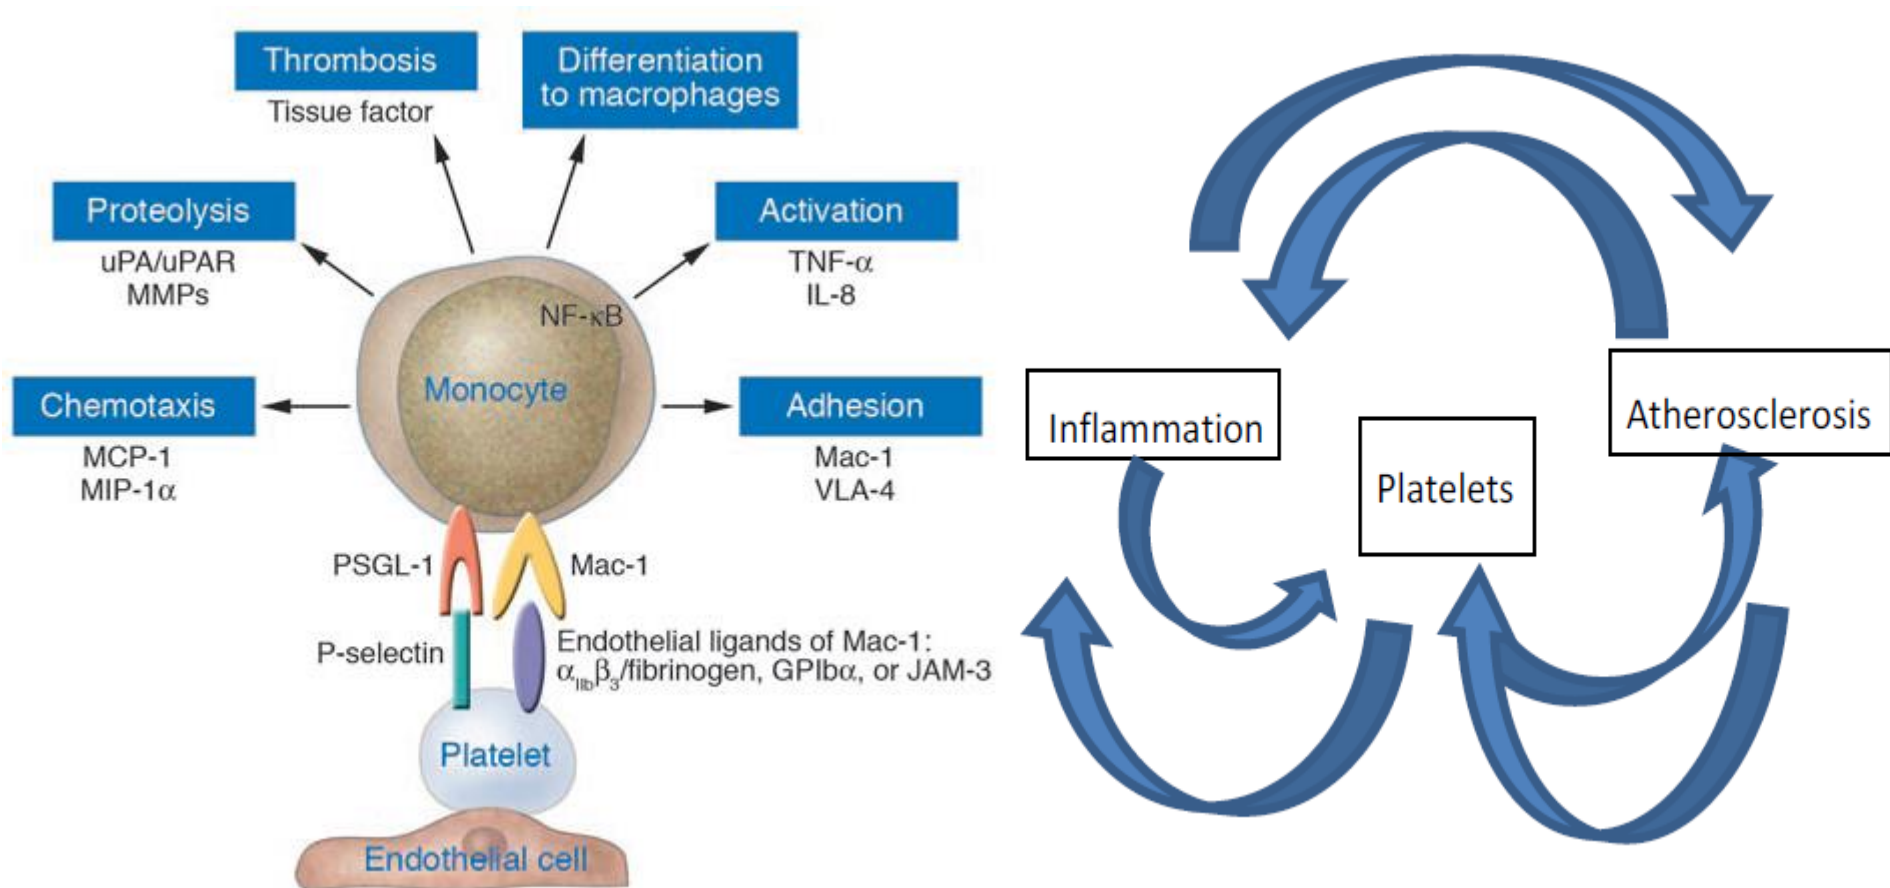 Thrombosis
Tissue factor
Differentiation
to macrophages
Proteolysis
uPA/uPAR
MMPs
Activation
TNF-α
IL-8
NF-κB
Monocyte
Chemotaxis
MCP-1
MIP-1α
Adhesion
Mac-1
VLA-4
PSGL-1
Mac-1
P-selectin
Endothelial ligands of Mac-1:
αIIbβ3/fibrinogen, GPIbα, or JAM-3
Platelet
Endothelial cell
Inflammation
Platelets
Atherosclerosis